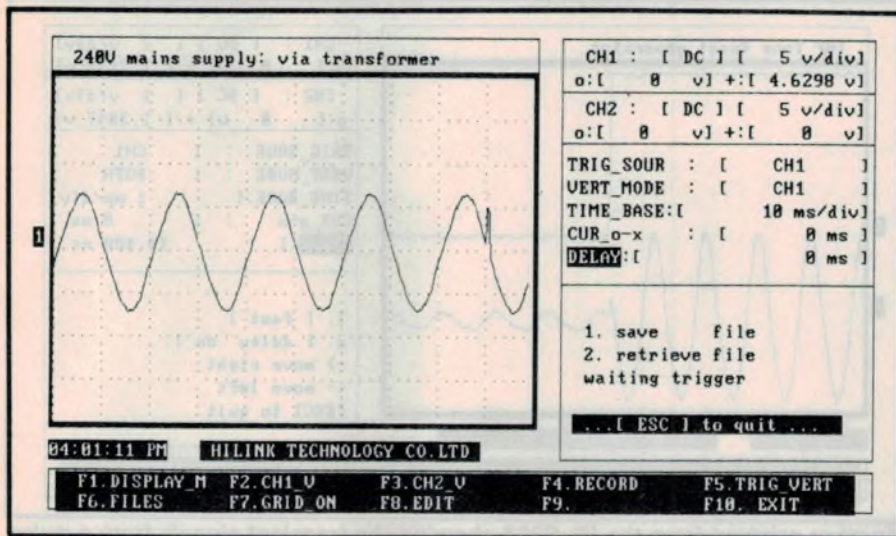 240V mains supply: via transformer
1
04:01:11 PM HILINK TECHNOLOGY CO.LTD
CH1 : [ DC ] [ 5 v/div]
o:[ 0 v] +:[ 4.6298 v]
CH2 : [ DC ] [ 5 v/div]
o:[ 0 v] +:[ 0 v]
TRIG_SOUR : [ CH1 ]
VERT_MODE : [ CH1 ]
TIME_BASE:[ 10 ms/div]
CUR_o-x : [ 0 ms ]
DELAY:[ 0 ms ]
1. save file
2. retrieve file
waiting trigger
...[ ESC ] to quit ...
F1.DISPLAY_M F2.CH1_V F3.CH2_V F4.RECORD F5.TRIG_VERT
F6.FILES F7.GRID_ON F8.EDIT F9. F10. EXIT